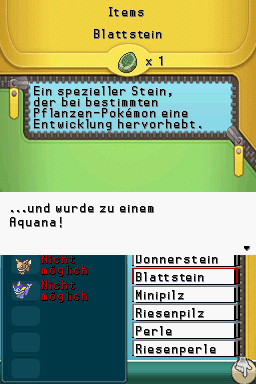 Items
Blattstein
x 1
Ein spezieller Stein,
der bei bestimmten
Pflanzen-Pokémon eine
Entwicklung hervorhebt.
...und wurde zu einem
Aquana!
Nicht
möglich
Nicht
möglich
Donnerstein
Blattstein
Minipilz
Riesenpilz
Perle
Riesenperle